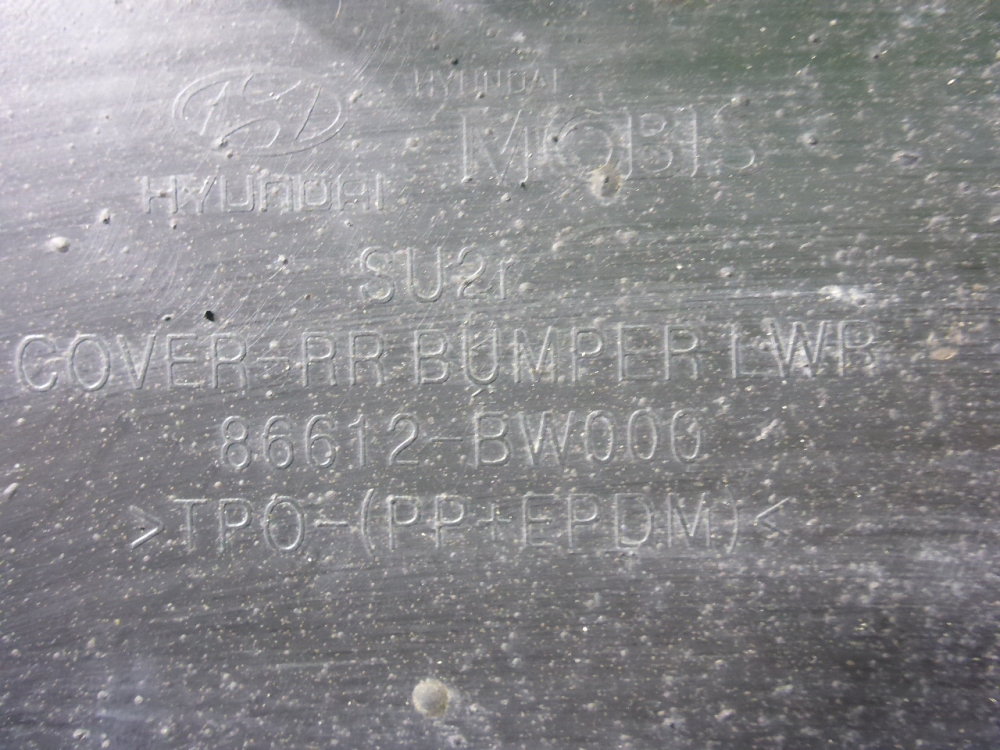 HYUNDAI
MOBIS
HYUNDAI
SU2r
COVER-RR BUMPER LWR
86612-BW000
>TPO-(PP+EPDM)<